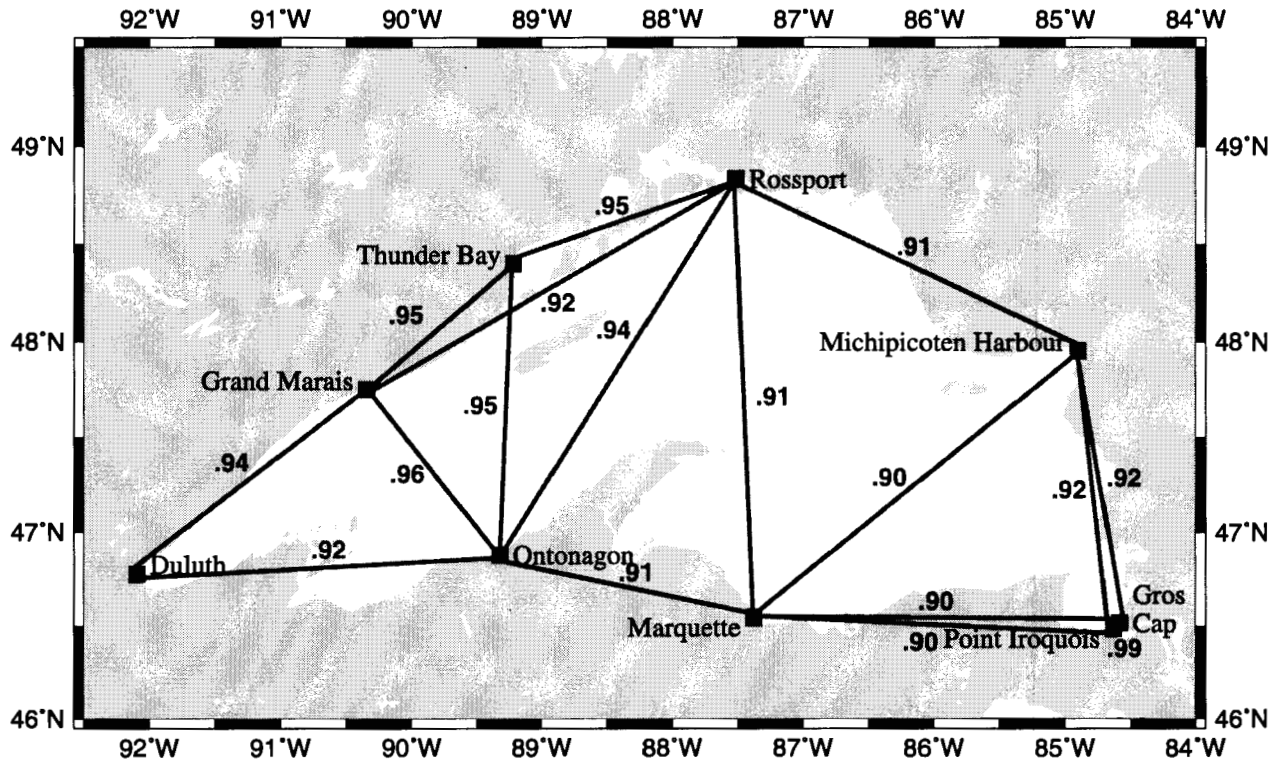 92°W 91°W 90°W 89°W 88°W 87°W 86°W 85°W 84°W
49°N 49°N
Rossport
.95
Thunder Bay
.91
.92
.95
.94
48°N 48°N
Michipicoten Harbour
Grand Marais
.91
.95
.94
.96
.90
.92
.92
47°N 47°N
.92
Duluth
Ontonagon
.91
Gros
.90
Cap
Marquette
.90
Point Iroquois
.99
46°N 46°N
92°W 91°W 90°W 89°W 88°W 87°W 86°W 85°W 84°W